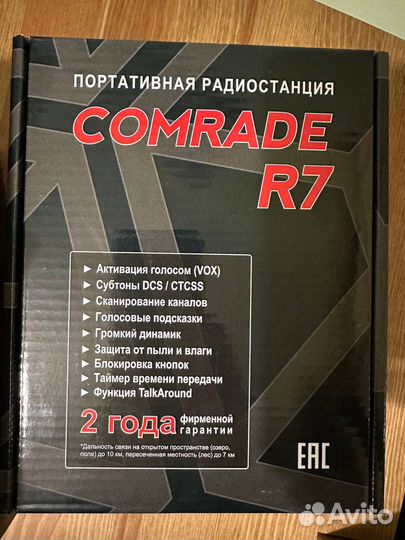 ПОРТАТИВНАЯ РАДИОСТАНЦИЯ
COMRADE
R7
► Активация голосом (VOX)
► Субтоны DCS / CTCSS
► Сканирование каналов
► Голосовые подсказки
► Громкий динамик
► Защита от пыли и влаги
► Блокировка кнопок
► Таймер времени передачи
► Функция TalkAround
2 года фирменной
гарантии
*Дальность связи на открытом пространстве (озеро,
поле) до 10 км, пересеченная местность (лес) до 7 км
EAC
Avito